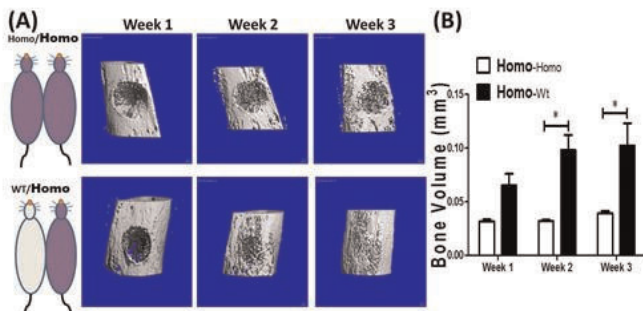 (A)
Week 1
Week 2
Week 3
Homo/Homo
WT/Homo
(B)
Homo-Homo
Homo-Wt
Bone Volume (mm³)
0.15
0.10
0.05
0.00
*
*
Week 1
Week 2
Week 3